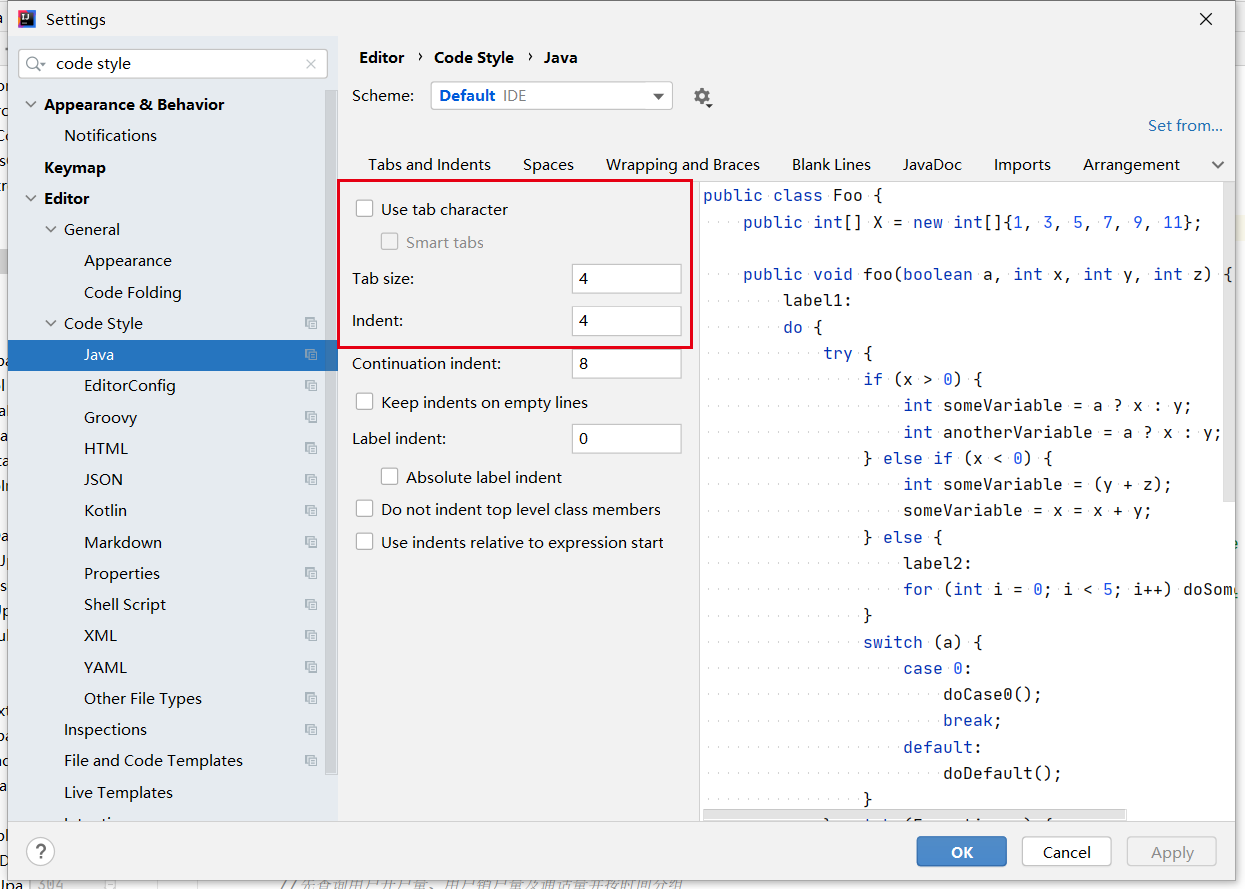 Settings
code style
Appearance & Behavior
Notifications
Keymap
Editor
General
Appearance
Code Folding
Code Style
Java
EditorConfig
Groovy
HTML
JSON
Kotlin
Markdown
Properties
Shell Script
XML
YAML
Other File Types
Inspections
File and Code Templates
Live Templates
Editor › Code Style › Java
Scheme: Default IDE
Set from...
Tabs and Indents Spaces Wrapping and Braces Blank Lines JavaDoc Imports Arrangement
Use tab character
Smart tabs
Tab size: 4
Indent: 4
Continuation indent: 8
Keep indents on empty lines
Label indent: 0
Absolute label indent
Do not indent top level class members
Use indents relative to expression start
public class Foo {
public int[] X = new int[]{1, 3, 5, 7, 9, 11};
public void foo(boolean a, int x, int y, int z) {
label1:
do {
try {
if (x > 0) {
int someVariable = a ? x : y;
int anotherVariable = a ? x : y;
} else if (x < 0) {
int someVariable = (y + z);
someVariable = x = x + y;
} else {
label2:
for (int i = 0; i < 5; i++) doSom
}
switch (a) {
case 0:
doCase0();
break;
default:
doDefault();
}
?
OK
Cancel
Apply
304